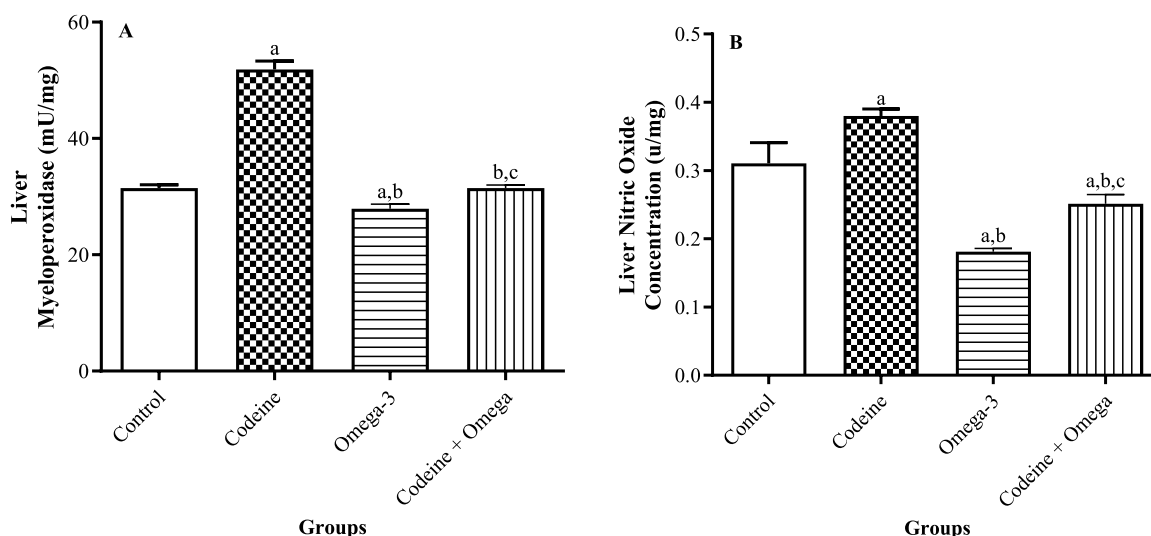 A
Liver
Myeloperoxidase (mU/mg)
60
40
20
0
a
a,b
b,c
Control
Codeine
Omega-3
Codeine + Omega
Groups
B
Liver Nitric Oxide
Concentration (u/mg)
0.5
0.4
0.3
0.2
0.1
0.0
a
a,b
a,b,c
Control
Codeine
Omega-3
Codeine + Omega
Groups